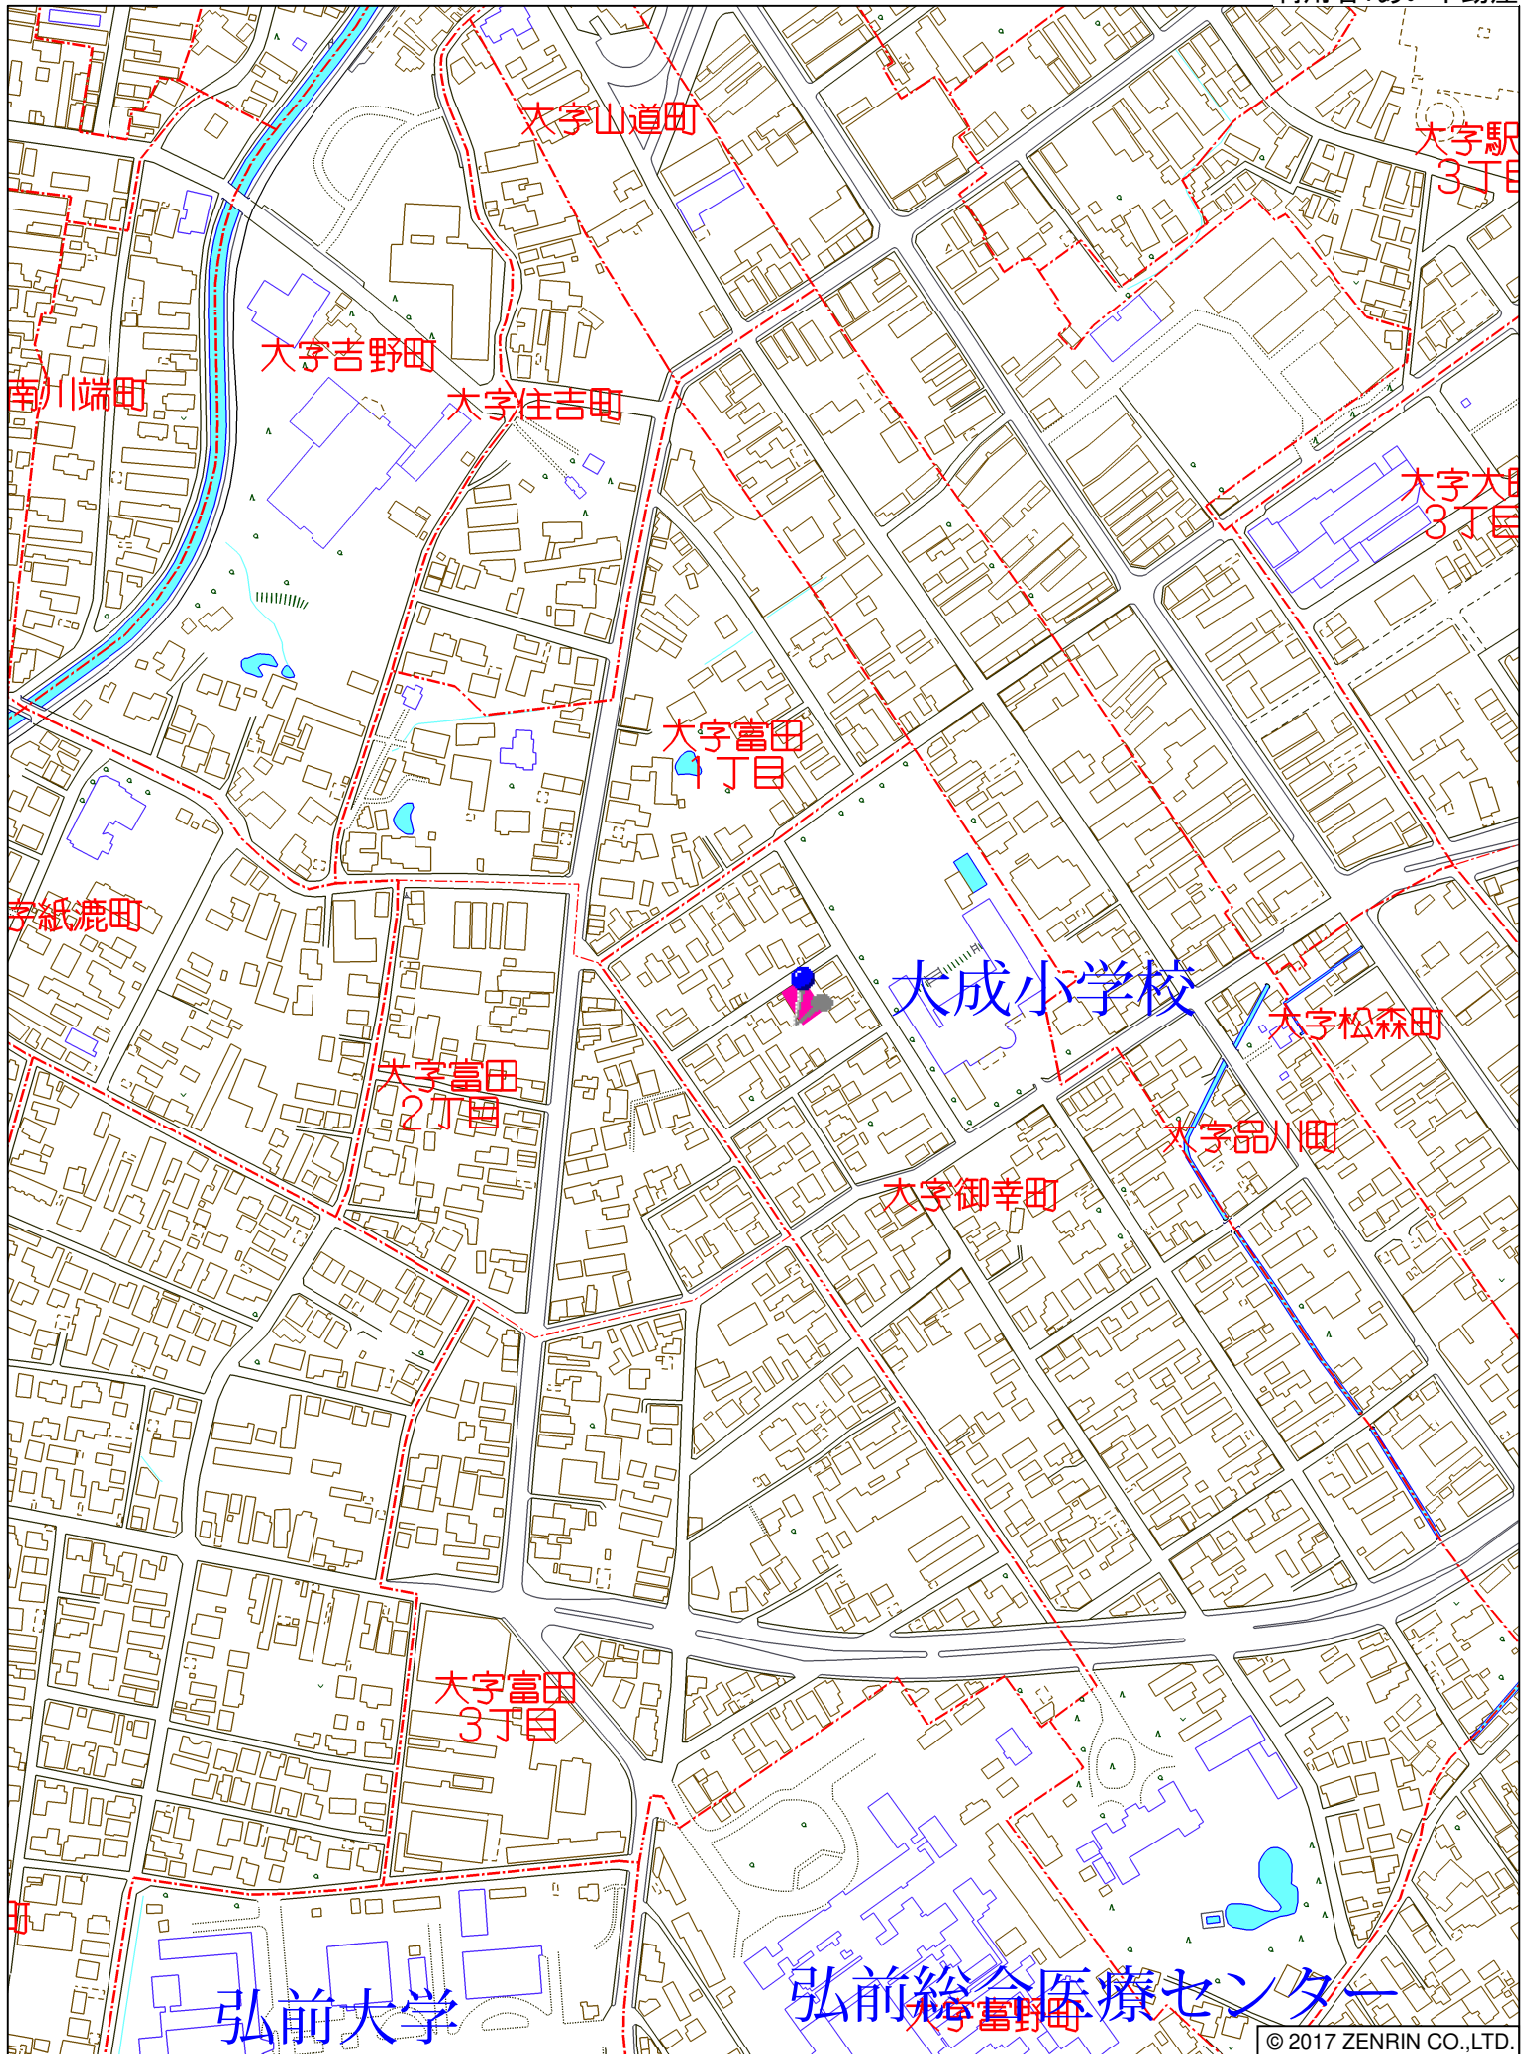 大字山道町
大字駅
3丁目
大字吉野町
南川端町
大字住吉町
大字大町
3丁目
大字富田
1丁目
字紙漉町
大成小学校
大字松森町
大字富田
2丁目
大字品川町
大字御幸町
大字富田
3丁目
町
弘前総合医療センター
弘前大学
大字富野町
© 2017 ZENRIN CO.,LTD.